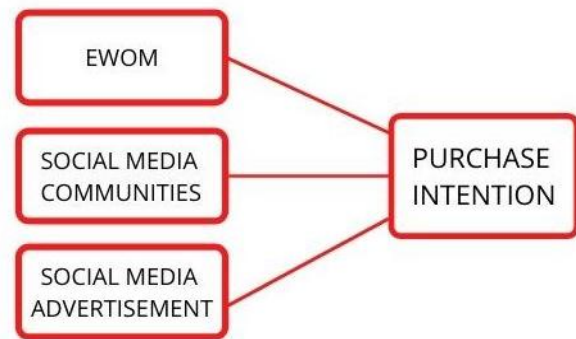 EWOM
SOCIAL MEDIA
COMMUNITIES
SOCIAL MEDIA
ADVERTISEMENT
PURCHASE
INTENTION